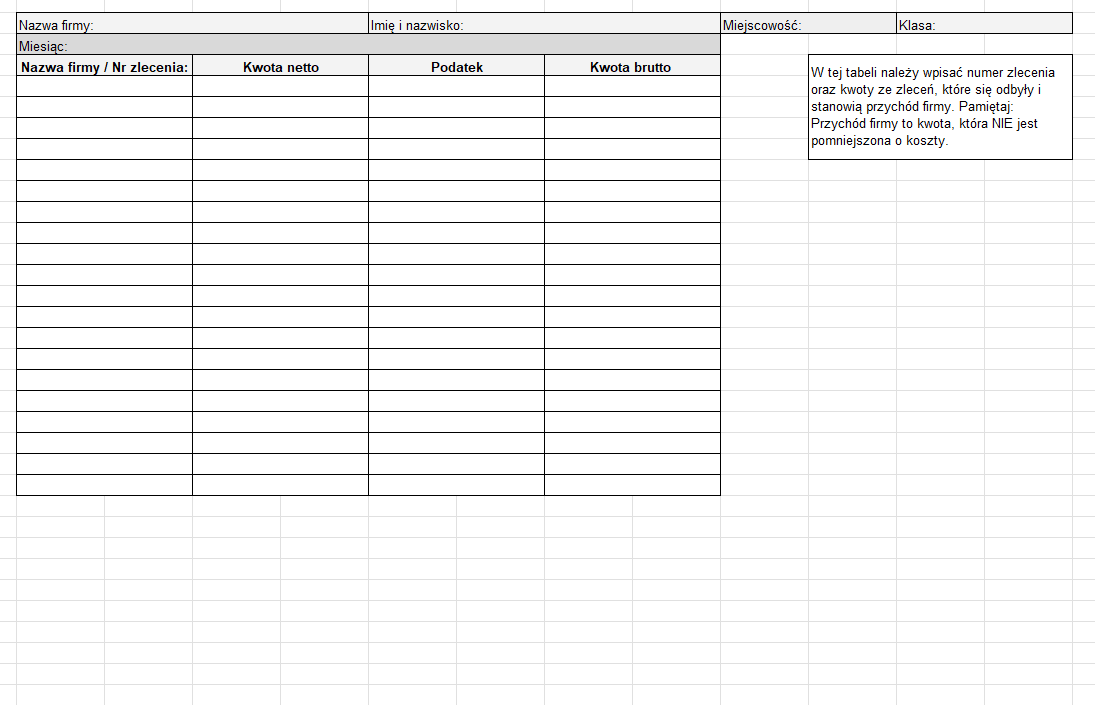 Nazwa firmy: Imię i nazwisko: Miejscowość: Klasa:
Miesiąc:
Nazwa firmy / Nr zlecenia: Kwota netto Podatek Kwota brutto
W tej tabeli należy wpisać numer zlecenia
oraz kwoty ze zleceń, które się odbyły i
stanowią przychód firmy. Pamiętaj:
Przychód firmy to kwota, która NIE jest
pomniejszona o koszty.